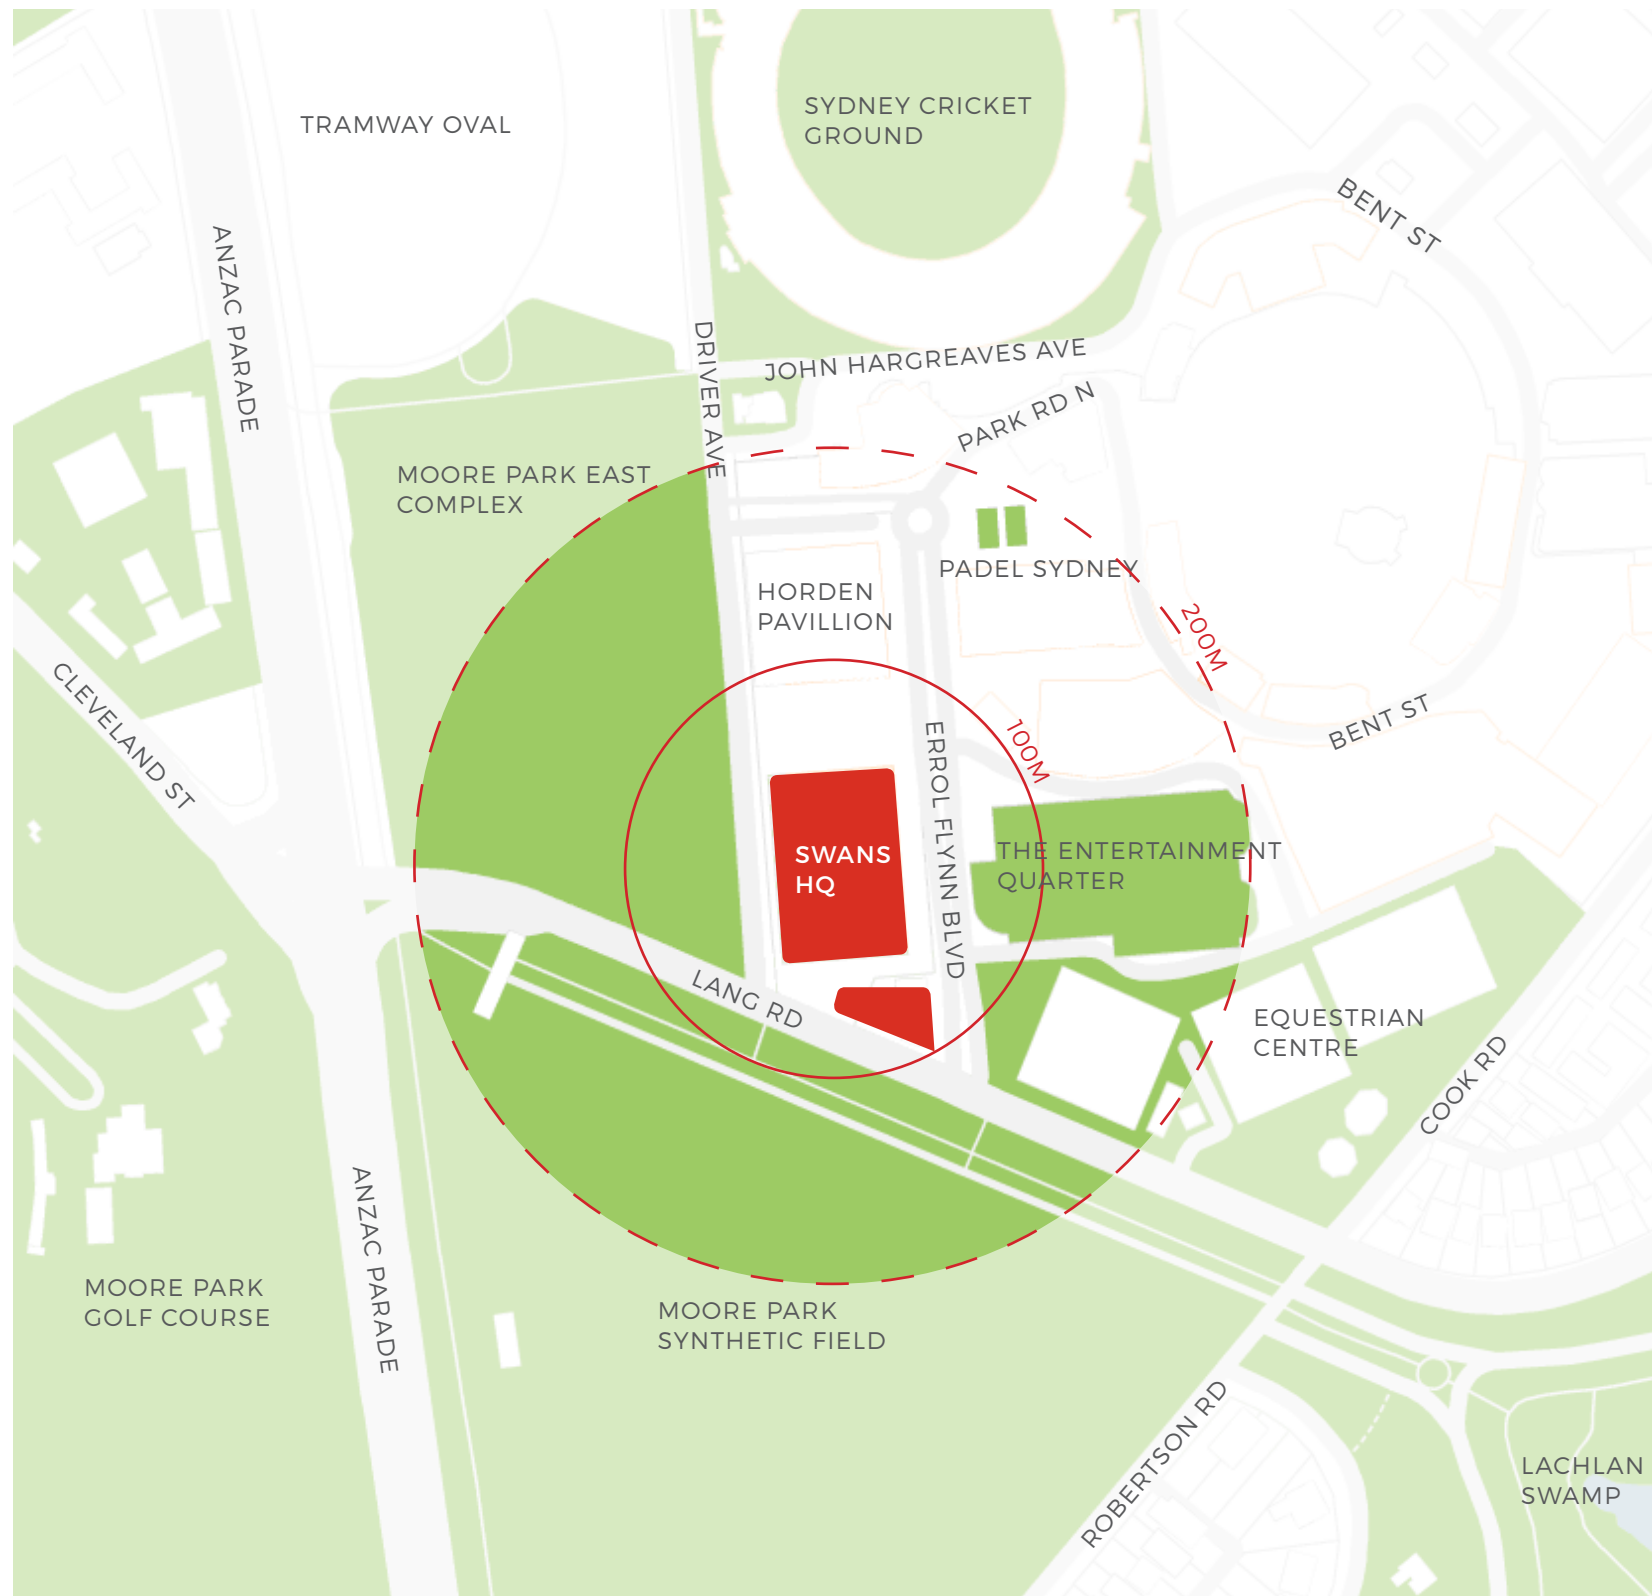 TRAMWAY OVAL
SYDNEY CRICKET
GROUND
BENT ST
ANZAC PARADE
DRIVER AVE
JOHN HARGREAVES AVE
PARK RD N
MOORE PARK EAST
COMPLEX
PADEL SYDNEY
HORDEN
PAVILLION
200M
CLEVELAND ST
BENT ST
100M
ERROL FLYNN BLVD
SWANS
HQ
THE ENTERTAINMENT
QUARTER
LANG RD
EQUESTRIAN
CENTRE
COOK RD
ANZAC PARADE
MOORE PARK
GOLF COURSE
MOORE PARK
SYNTHETIC FIELD
ROBERTSON RD
LACHLAN
SWAMP